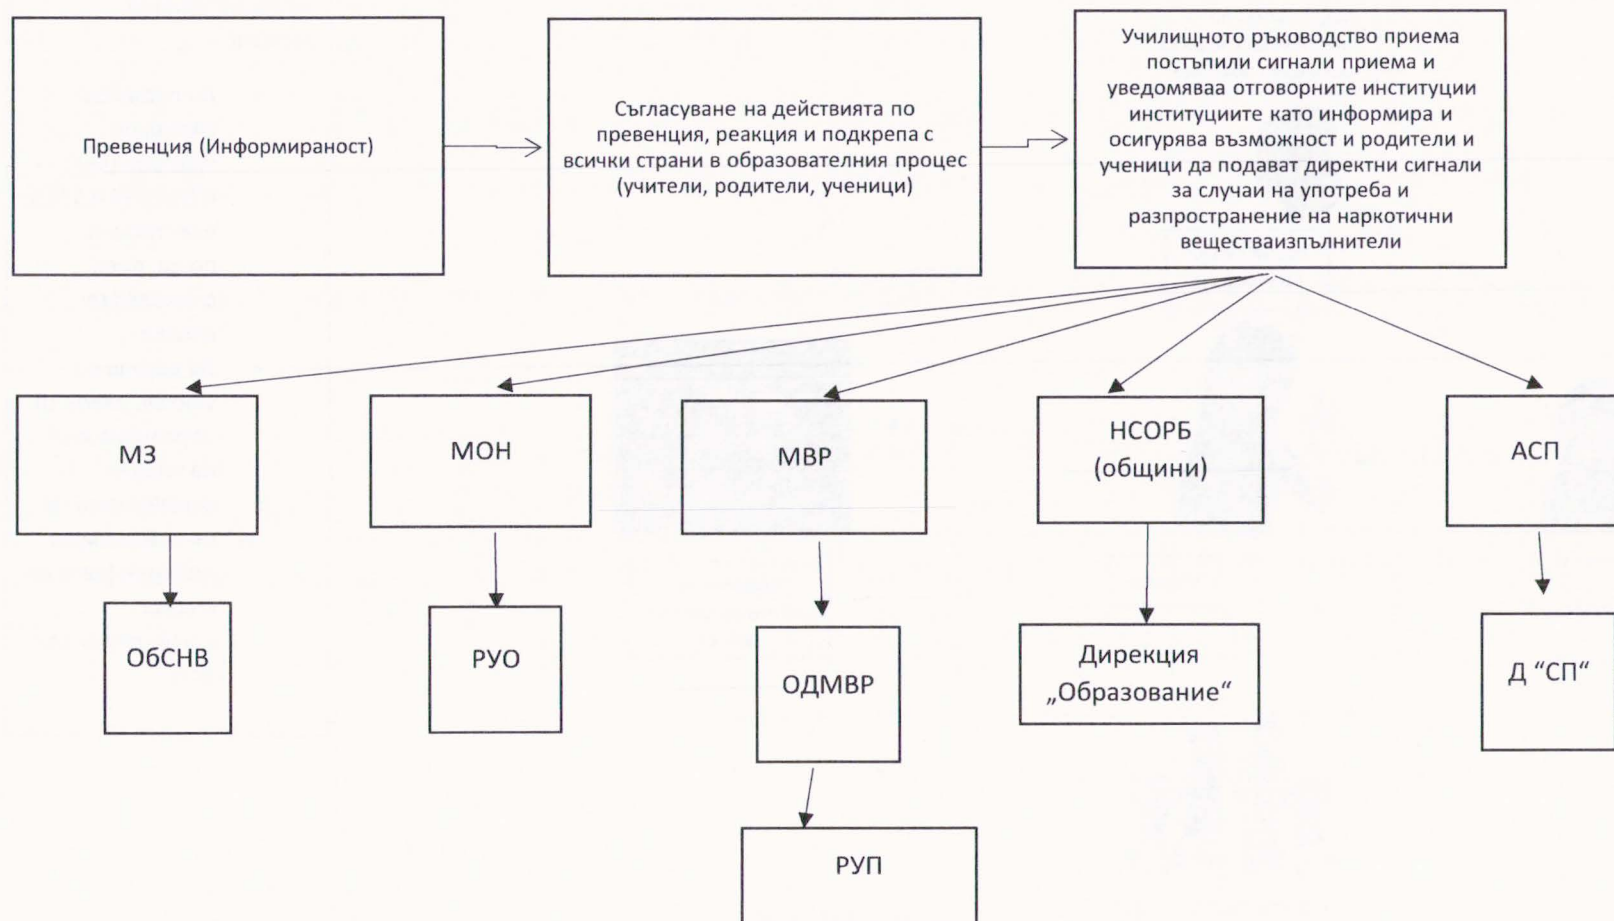 Превенция (Информираност)
Съгласуване на действията по
превенция, реакция и подкрепа с
всички страни в образователния процес
(учители, родители, ученици)
Училищното ръководство приема
постъпили сигнали приема и
уведомяваа отговорните институции
институциите като информира и
осигурява възможност и родители и
ученици да подават директни сигнали
за случаи на употреба и
разпространение на наркотични
веществаизпълнители
МЗ
МОН
МВР
НСОРБ
(общини)
АСП
ОбСНВ
РУО
ОДМВР
Дирекция
„Образование“
Д “СП“
РУП